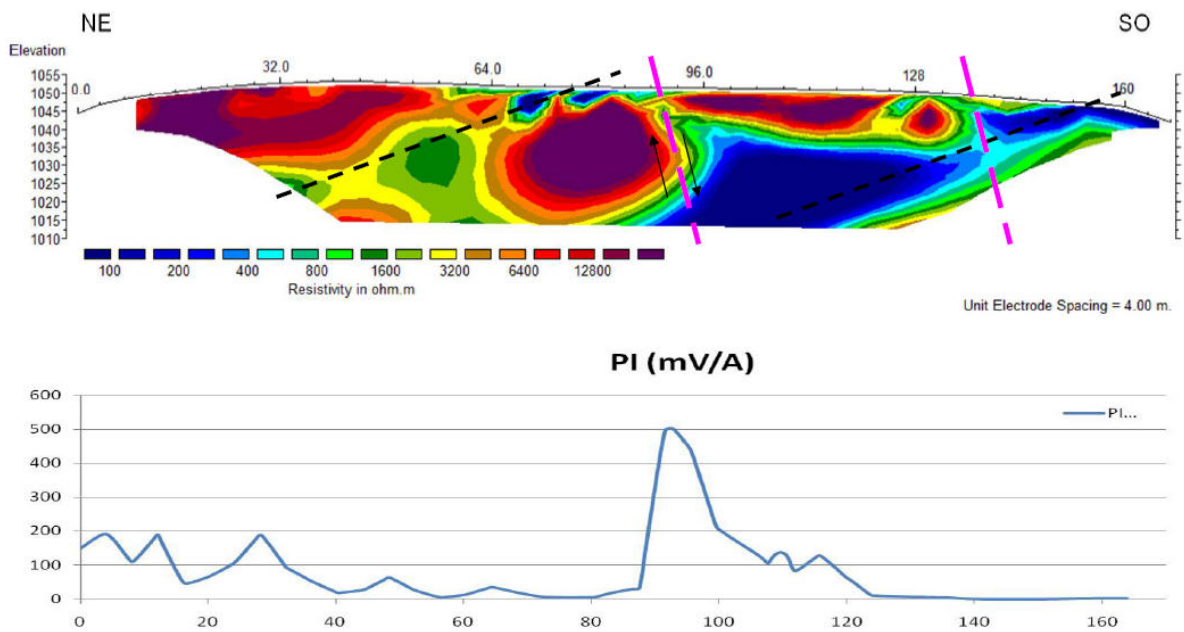 NE
SO
Elevation
1055
1050
1045
1040
1035
1030
1025
1020
1015
1010
0.0 32.0 64.0 96.0 128 160
100 200 400 800 1600 3200 6400 12800
Resistivity in ohm.m
Unit Electrode Spacing = 4.00 m.
PI (mV/A)
PI...
600
500
400
300
200
100
0
0 20 40 60 80 100 120 140 160